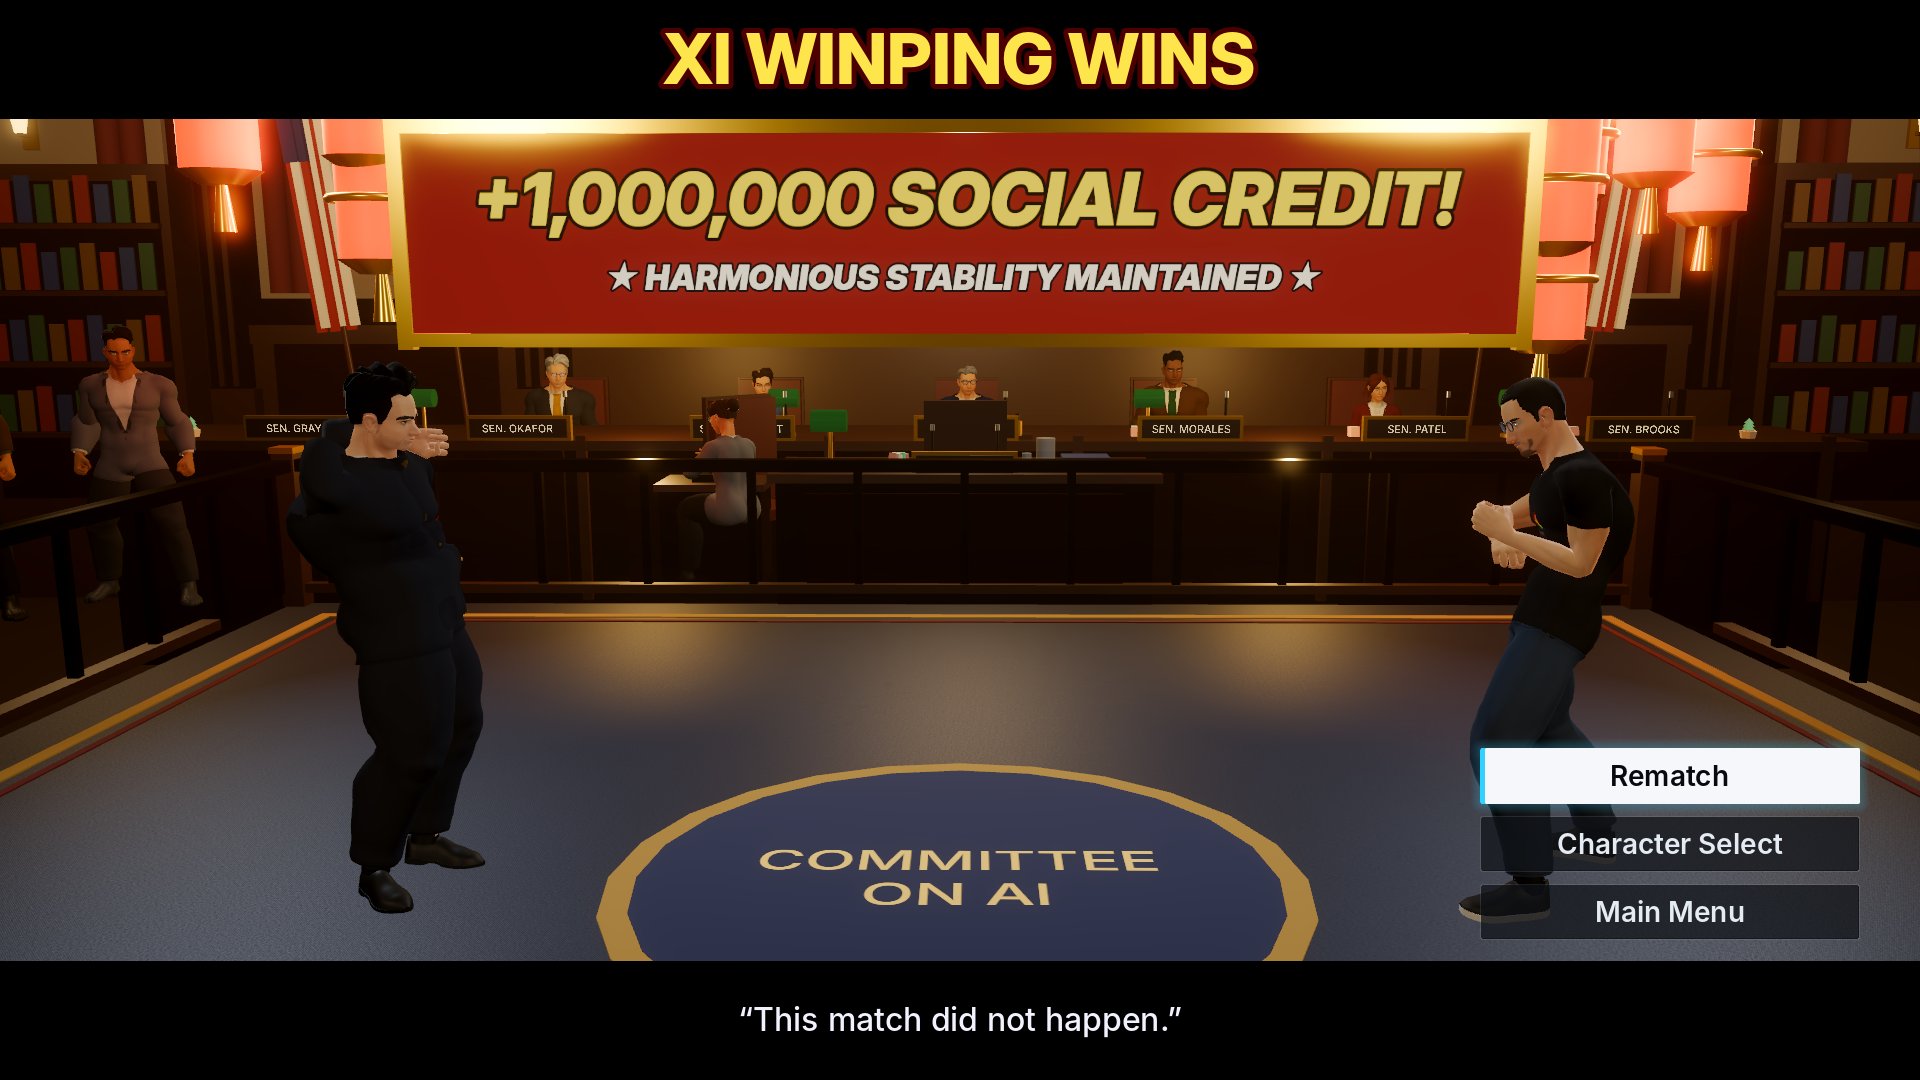 XI WINPING WINS
+1,000,000 SOCIAL CREDIT!
★ HARMONIOUS STABILITY MAINTAINED ★
SEN. GRAY
SEN. OKAFOR
SEN. MORALES
SEN. PATEL
SEN. BROOKS
Rematch
Character Select
Main Menu
COMMITTEE
ON AI
“This match did not happen.”